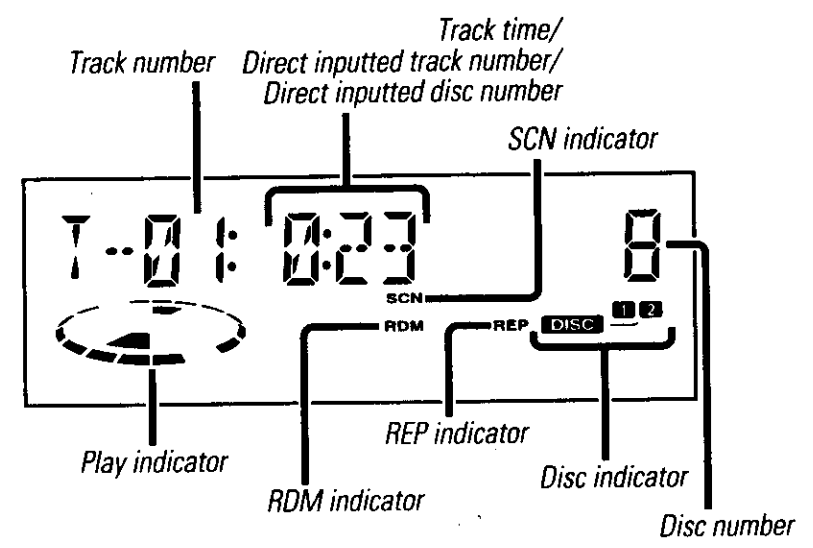 Track time/
Track number Direct inputted track number/
Direct inputted disc number
SCN indicator
T--01: 0:23 8
SCN
1 2
RDM REP DISC
REP indicator
Play indicator
Disc indicator
RDM indicator
Disc number